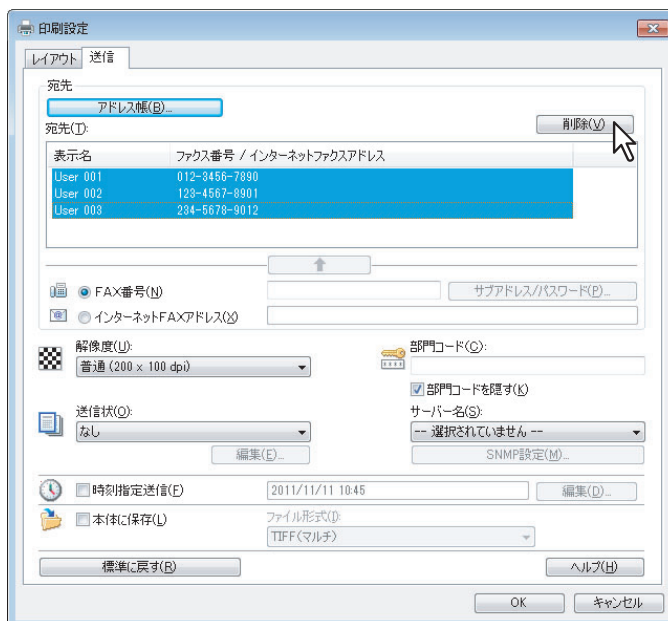 印刷設定
レイアウト 送信
宛先
アドレス帳(B)...
宛先(T):
削除(V)
表示名 ファクス番号 / インターネットファクスアドレス
User 001 012-3456-7890
User 002 123-4567-8901
User 003 234-5678-9012
FAX番号(N) サブアドレス/パスワード(P)...
インターネットFAXアドレス(X)
解像度(U): 部門コード(C):
普通 (200 x 100 dpi)
部門コードを隠す(K)
送信状(O): サーバー名(S):
なし -- 選択されていません --
編集(E)... SNMP設定(M)...
時刻指定送信(F) 2011/11/11 10:45 編集(D)...
本体に保存(L) ファイル形式(I):
TIFF(マルチ)
標準に戻す(R) ヘルプ(H)
OK キャンセル